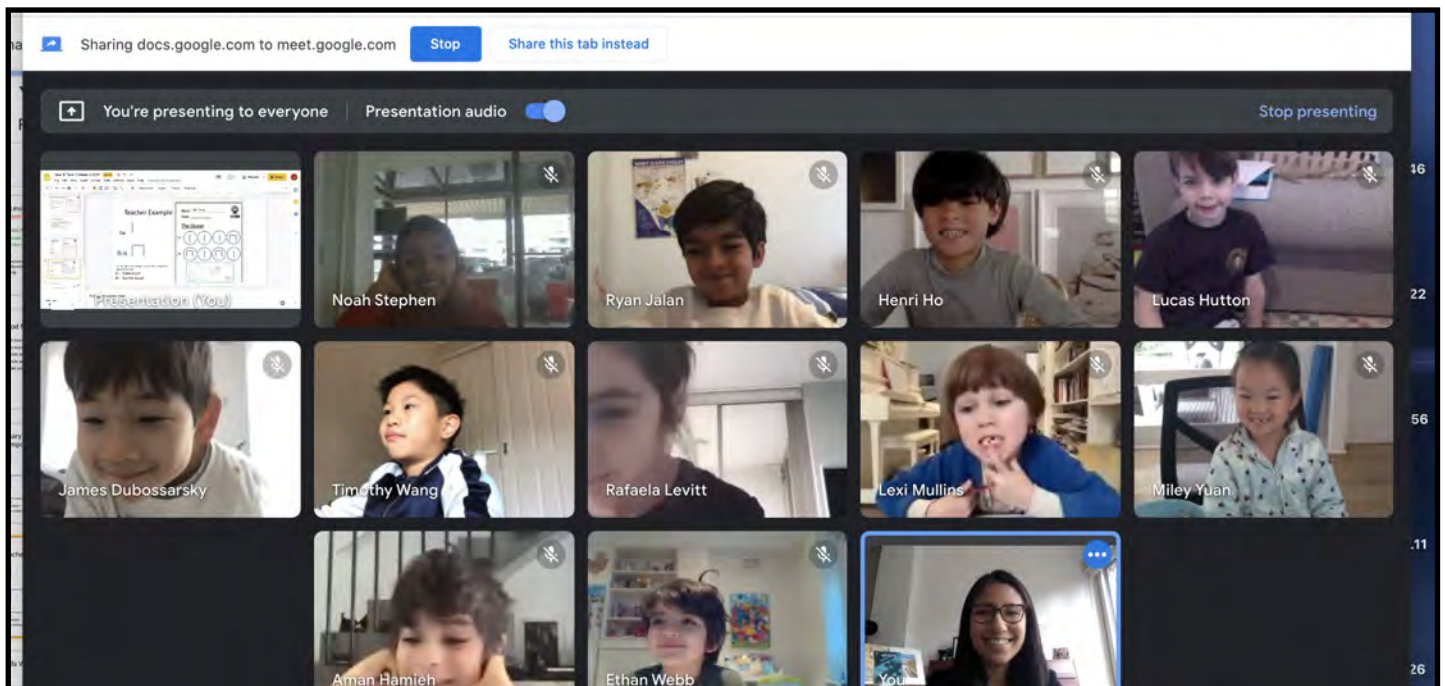 Sharing docs.google.com to meet.google.com Stop Share this tab instead
You're presenting to everyone Presentation audio Stop presenting
46
Teacher Example
The Ocean
Presentation (You) Noah Stephen Ryan Jalan Henri Ho Lucas Hutton
22
James Dubossarsky Timothy Wang Rafaela Levitt Lexi Mullins Miley Yuan
56
.11
Aman Hamieh Ethan Webb You
26